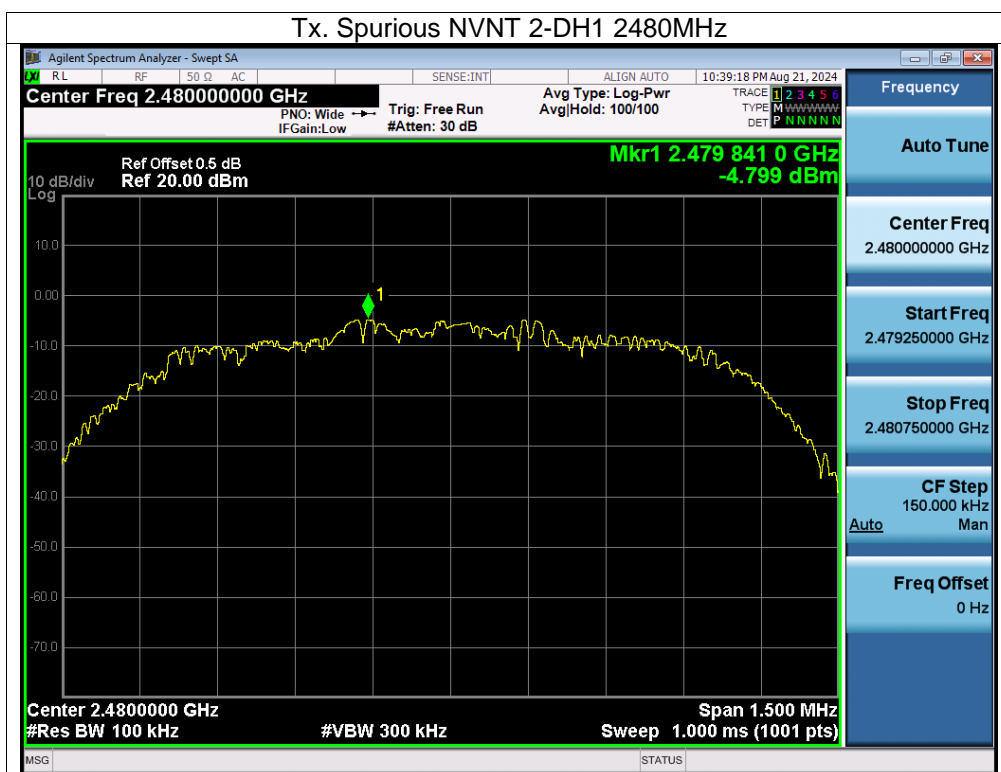 Tx. Spurious NVNT 2-DH1 2480MHz
Agilent Spectrum Analyzer - Swept SA
LXI RL RF 50 Ω AC SENSE:INT ALIGN AUTO 10:39:18 PM Aug 21, 2024
Center Freq 2.480000000 GHz
PNO: Wide
IFGain:Low
Trig: Free Run
#Atten: 30 dB
Avg Type: Log-Pwr
Avg|Hold: 100/100
TRACE 1 2 3 4 5 6
TYPE M WWWWW
DET P N N N N N
Mkr1 2.479 841 0 GHz
-4.799 dBm
Ref Offset 0.5 dB
10 dB/div Ref 20.00 dBm
Log
10.0
0.00
-10.0
-20.0
-30.0
-40.0
-50.0
-60.0
-70.0
1
Center 2.4800000 GHz Span 1.500 MHz
#Res BW 100 kHz #VBW 300 kHz Sweep 1.000 ms (1001 pts)
MSG STATUS
Frequency
Auto Tune
Center Freq
2.480000000 GHz
Start Freq
2.479250000 GHz
Stop Freq
2.480750000 GHz
CF Step
150.000 kHz
Auto Man
Freq Offset
0 Hz